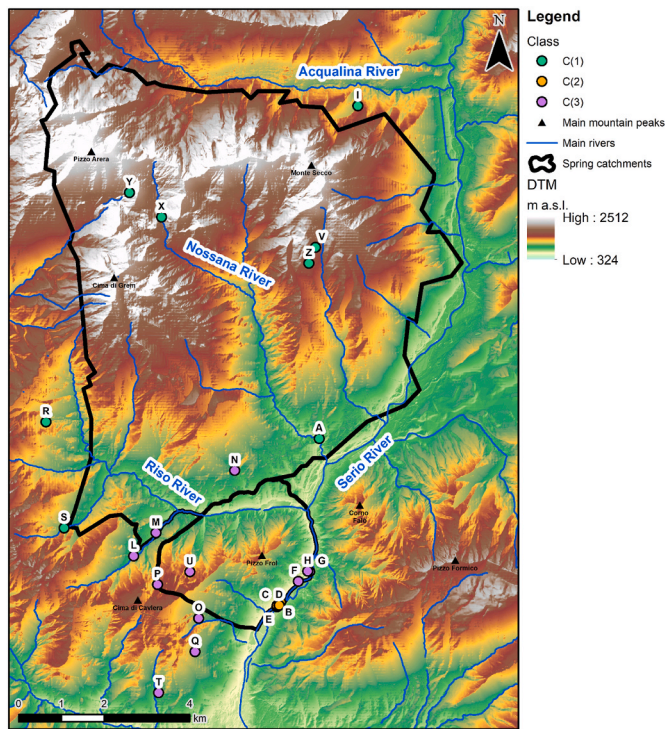 Acqualina River
N
I
Pizzo Arera
Monte Secco
Y
X
V
Z
Nossana River
Cima di Grem
R
A
N
Riso River
Serio River
S
M
L
Corno
Falò
Pizzo Frol
Pizzo Formico
U
H
G
F
P
C
D
B
E
Cima di Cavlera
O
Q
T
0
1
2
4
km
Legend
Class
C(1)
C(2)
C(3)
Main mountain peaks
Main rivers
Spring catchments
DTM
m a.s.l.
High : 2512
Low : 324